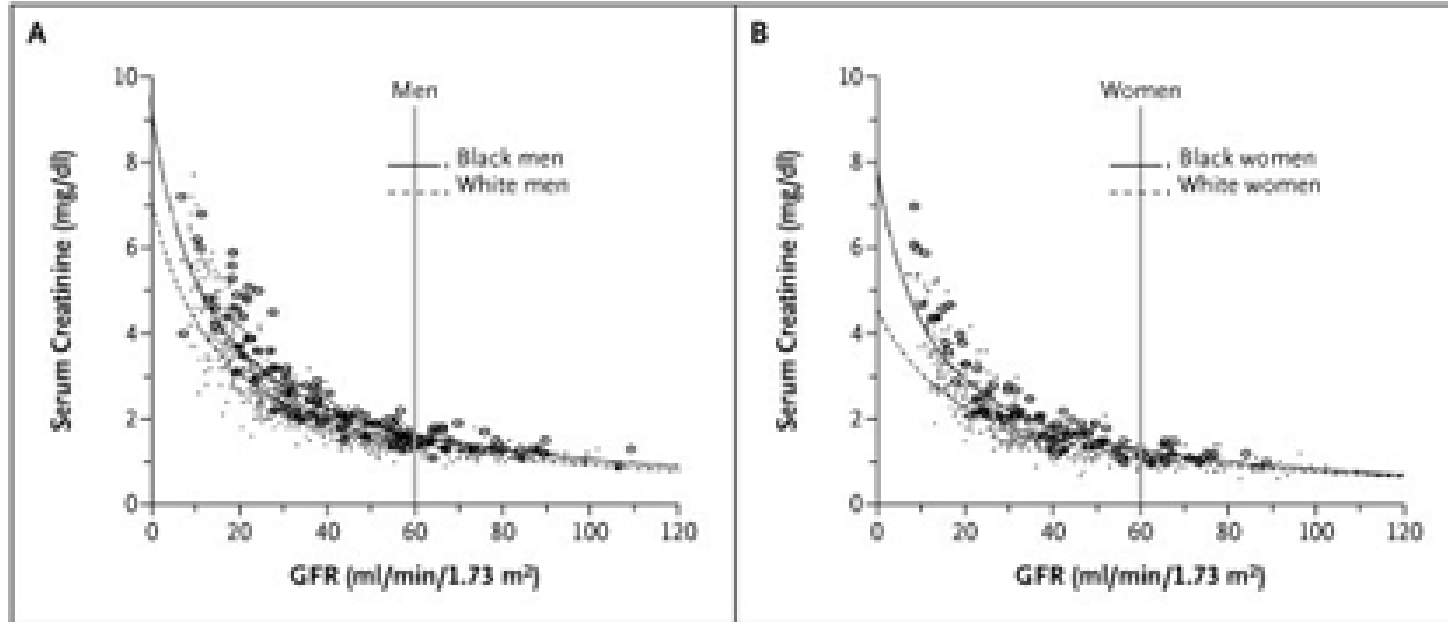 A
Men
Black men
White men
10
8
6
4
2
0
Serum Creatinine (mg/dl)
0 20 40 60 80 100 120
GFR (ml/min/1.73 m²)
B
Women
Black women
White women
10
8
6
4
2
0
Serum Creatinine (mg/dl)
0 20 40 60 80 100 120
GFR (ml/min/1.73 m²)